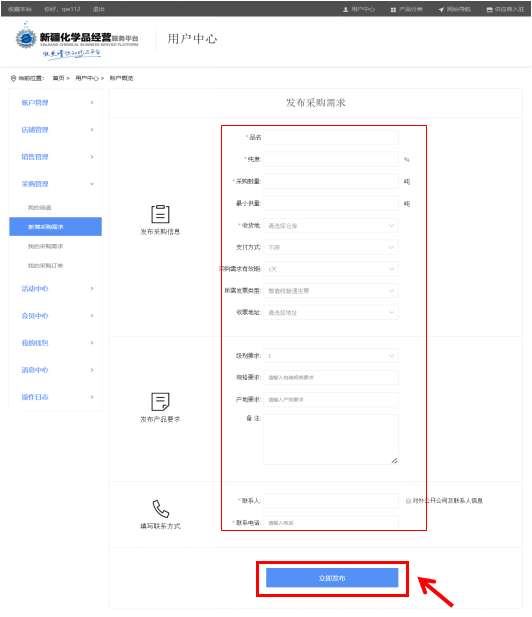 收藏本站 你好, qw112 退出 用户中心 产品分类 网站导航 供应商入驻
新疆化学品经营服务平台
XINJIANG CHEMICAL BUSINESS SERVICE PLATFORM
用户中心
当前位置: 首页 > 用户中心 > 账户概览
账户管理
店铺管理
销售管理
采购管理
我的询盘
新增采购需求
我的采购需求
我的采购订单
活动中心
会员中心
我的钱包
消息中心
操作日志
发布采购需求
发布采购信息
* 品名
* 纯度: %
* 采购数量: 吨
最小供量: 吨
* 收货地: 请选择仓库
支付方式: 不限
采购需求有效期: 1天
所需发票类型: 增值税普通发票
收票地址: 请选择地址
发布产品要求
级别要求: 1
规格要求: 请输入包装规格要求
产地要求: 请输入产地要求
备 注:
填写联系方式
* 联系人: 对外公开公司及联系人信息
* 联系电话: 请输入电话
立即发布